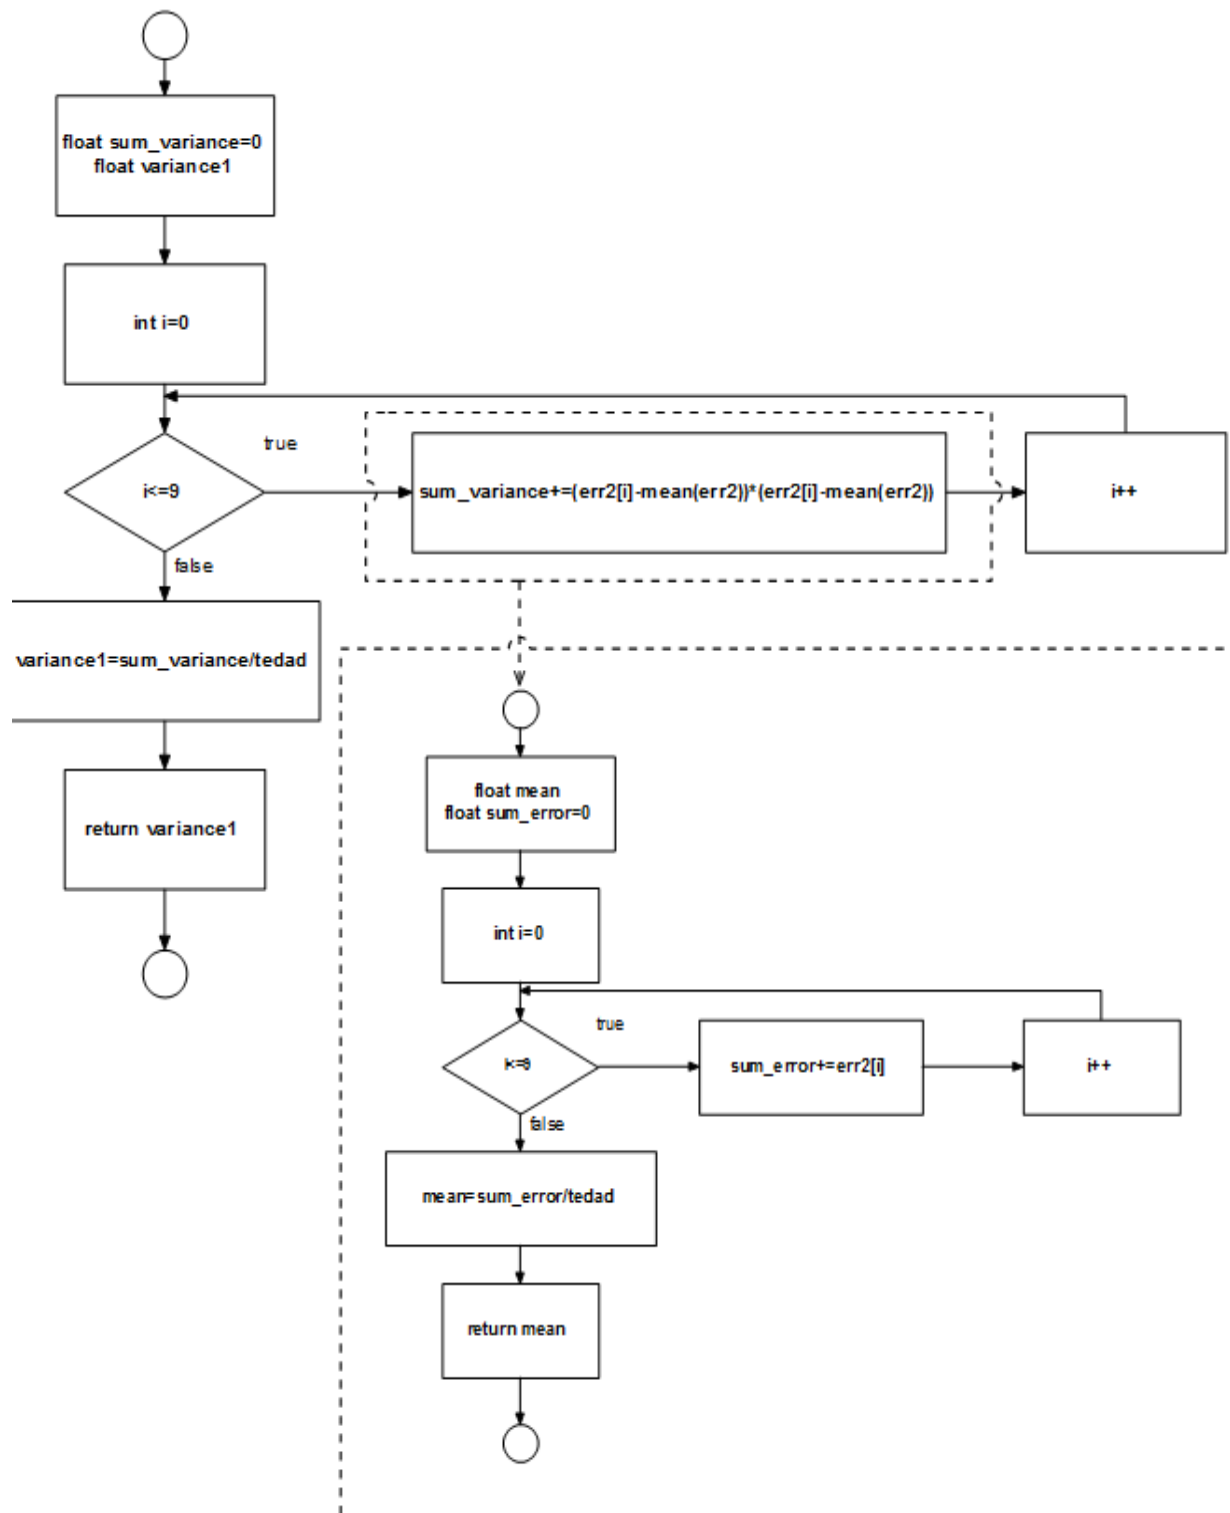 float sum_variance=0
float variance1
int i=0
i<=9
true
sum_variance+=(err2[i]-mean(err2))*(err2[i]-mean(err2))
i++
false
variance1=sum_variance/tedad
return variance1
float mean
float sum_error=0
int i=0
true
sum_error+=err2[i]
i++
false
mean=sum_error/tedad
return mean